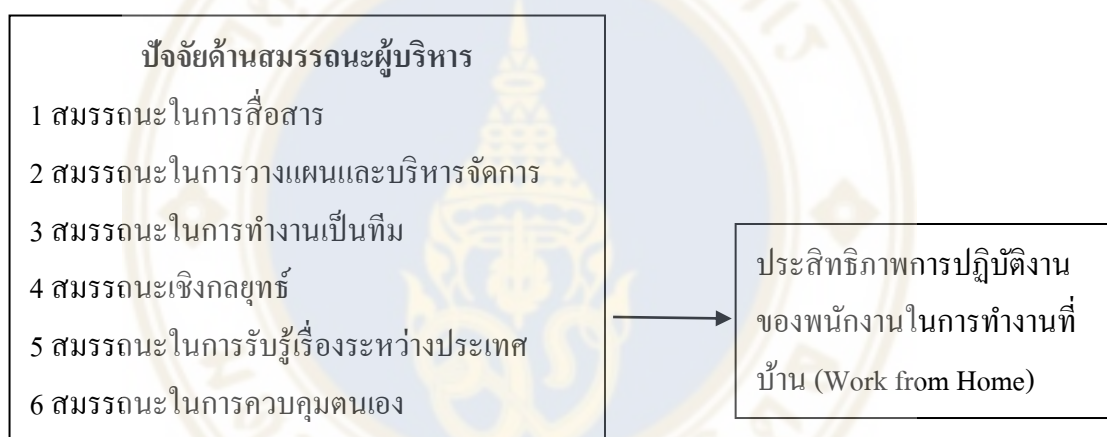 ปัจจัยด้านสมรรถนะผู้บริหาร
1 สมรรถนะในการสื่อสาร
2 สมรรถนะในการวางแผนและบริหารจัดการ
3 สมรรถนะในการทำงานเป็นทีม
4 สมรรถนะเชิงกลยุทธ์
5 สมรรถนะในการรับรู้เรื่องระหว่างประเทศ
6 สมรรถนะในการควบคุมตนเอง
ประสิทธิภาพการปฏิบัติงาน
ของพนักงานในการทำงานที่
บ้าน (Work from Home)